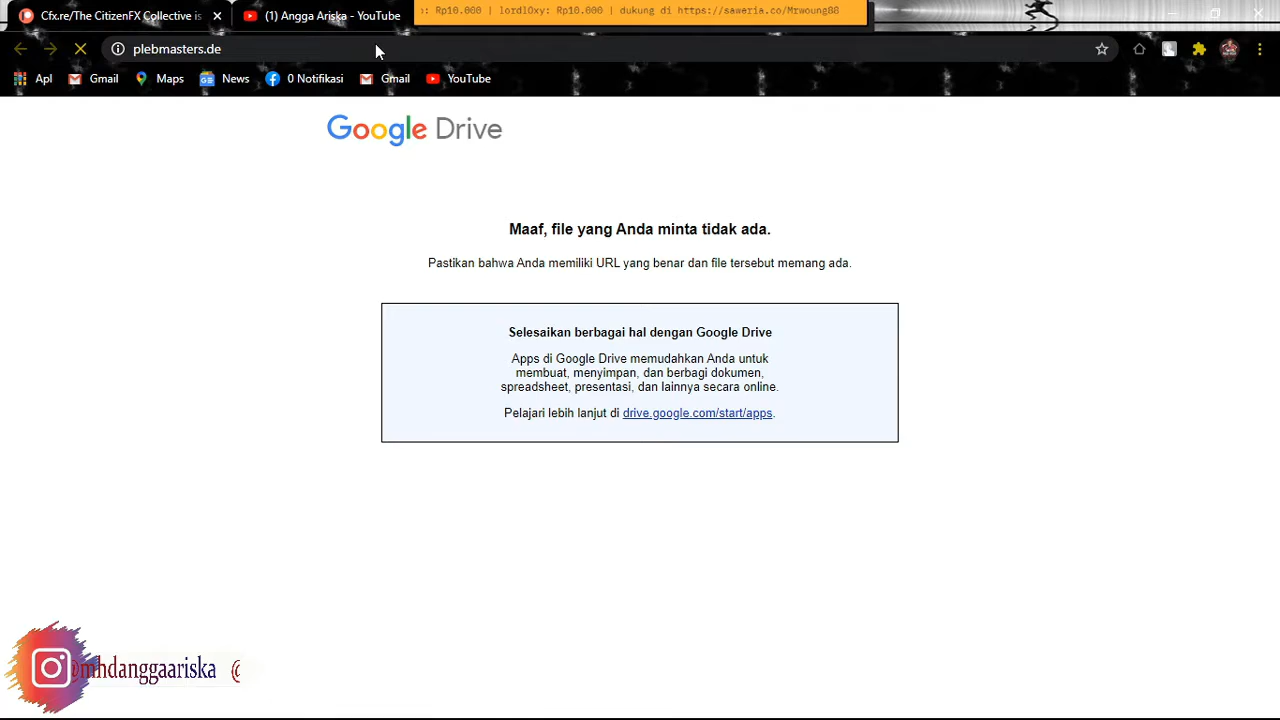 Cfx.re/The CitizenFX Collective is
(1) Angga Ariska - YouTube
: Rp10.000 | lordl0xy: Rp10.000 | dukung di https://saweria.co/Mrwoung88
plebmasters.de
Apl
Gmail
Maps
News
0 Notifikasi
Gmail
YouTube
Google Drive
Maaf, file yang Anda minta tidak ada.
Pastikan bahwa Anda memiliki URL yang benar dan file tersebut memang ada.
Selesaikan berbagai hal dengan Google Drive
Apps di Google Drive memudahkan Anda untuk
membuat, menyimpan, dan berbagi dokumen,
spreadsheet, presentasi, dan lainnya secara online.
Pelajari lebih lanjut di drive.google.com/start/apps.
@mhdanggaariska @